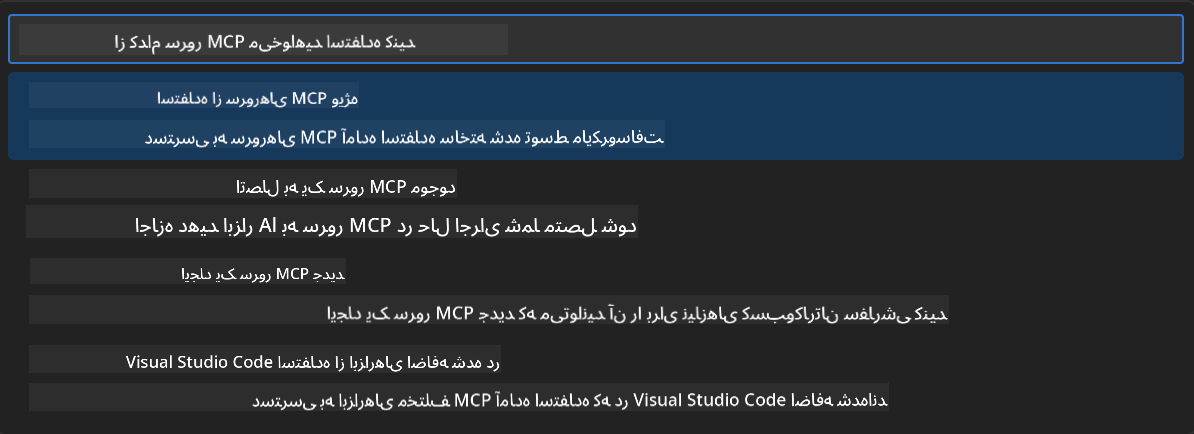 از کدام سرور MCP می‌خواهید استفاده کنید
استفاده از سرورهای MCP ویژه
دسترسی به سرورهای MCP آماده استفاده ساخته شده توسط مایکروسافت
اتصال به یک سرور MCP موجود
اجازه دهید ابزار AI به سرور MCP در حال اجرای شما متصل شود
ایجاد یک سرور MCP جدید
ایجاد یک سرور MCP جدید که می‌توانید آن را برای نیازهای کسب‌وکارتان سفارشی کنید
استفاده از ابزارهای اضافه‌شده در Visual Studio Code
دسترسی به ابزارهای مختلف MCP آماده استفاده که در Visual Studio Code اضافه شده‌اند